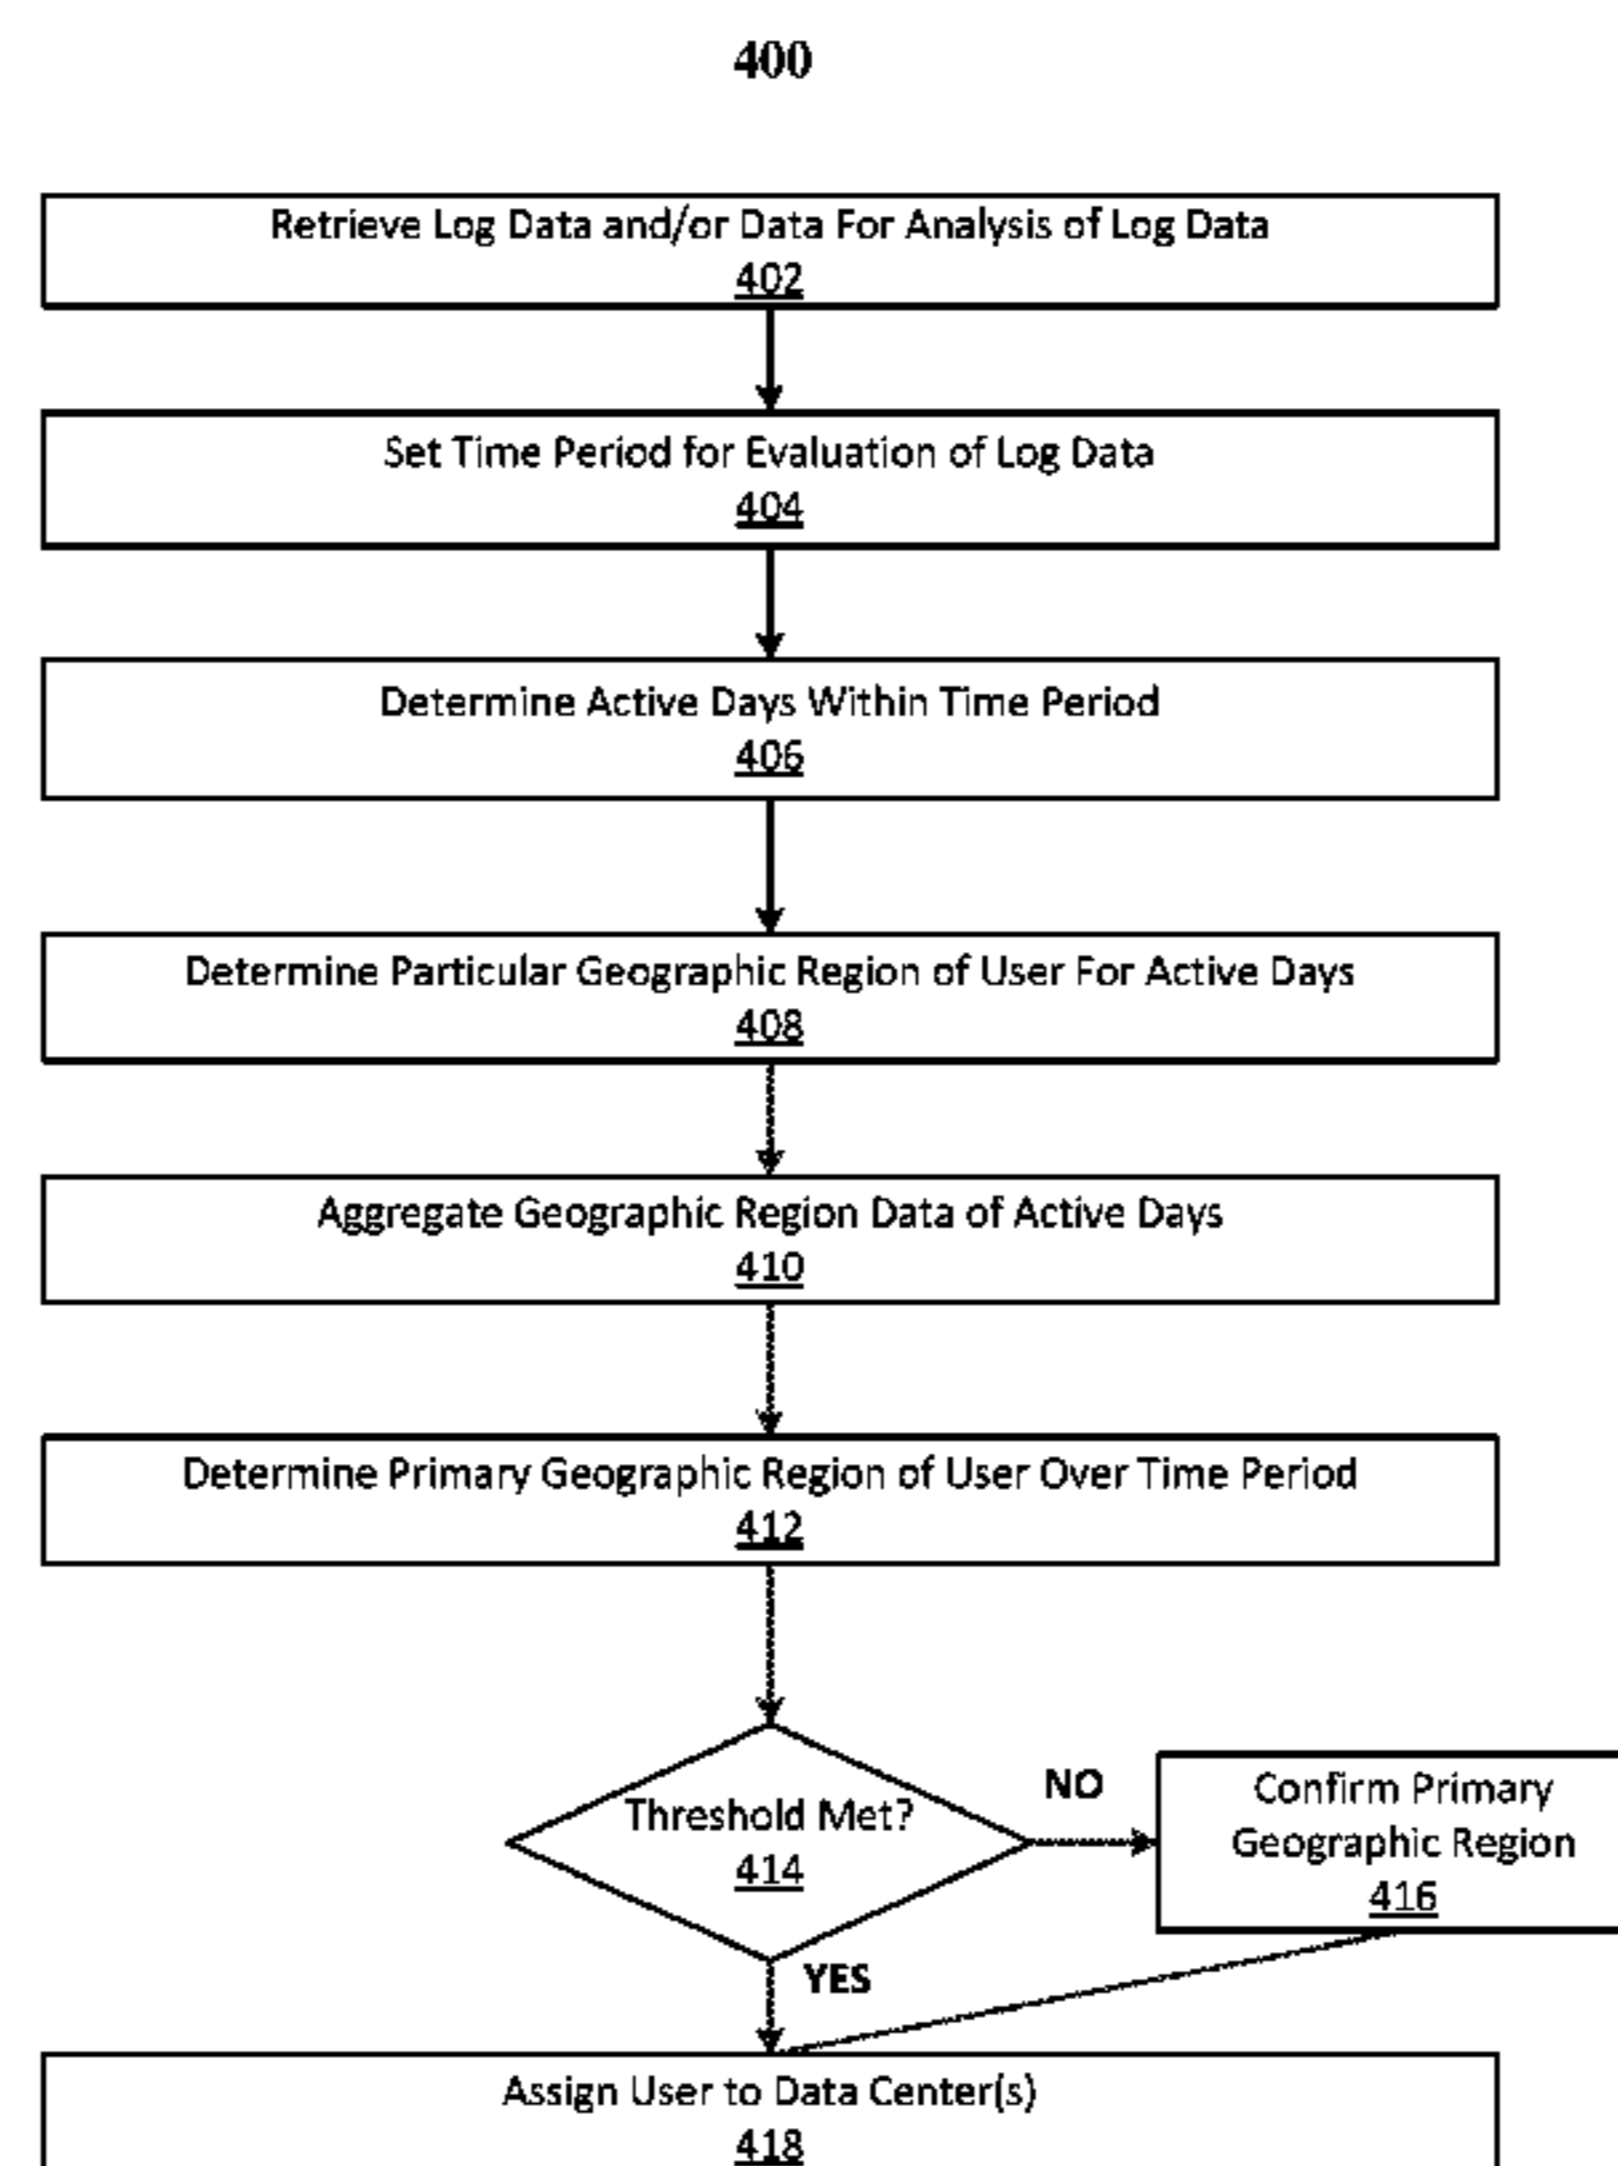 400
Retrieve Log Data and/or Data For Analysis of Log Data
402
Set Time Period for Evaluation of Log Data
404
Determine Active Days Within Time Period
406
Determine Particular Geographic Region of User For Active Days
408
Aggregate Geographic Region Data of Active Days
410
Determine Primary Geographic Region of User Over Time Period
412
Threshold Met?
414
NO
Confirm Primary
Geographic Region
416
YES
Assign User to Data Center(s)
418